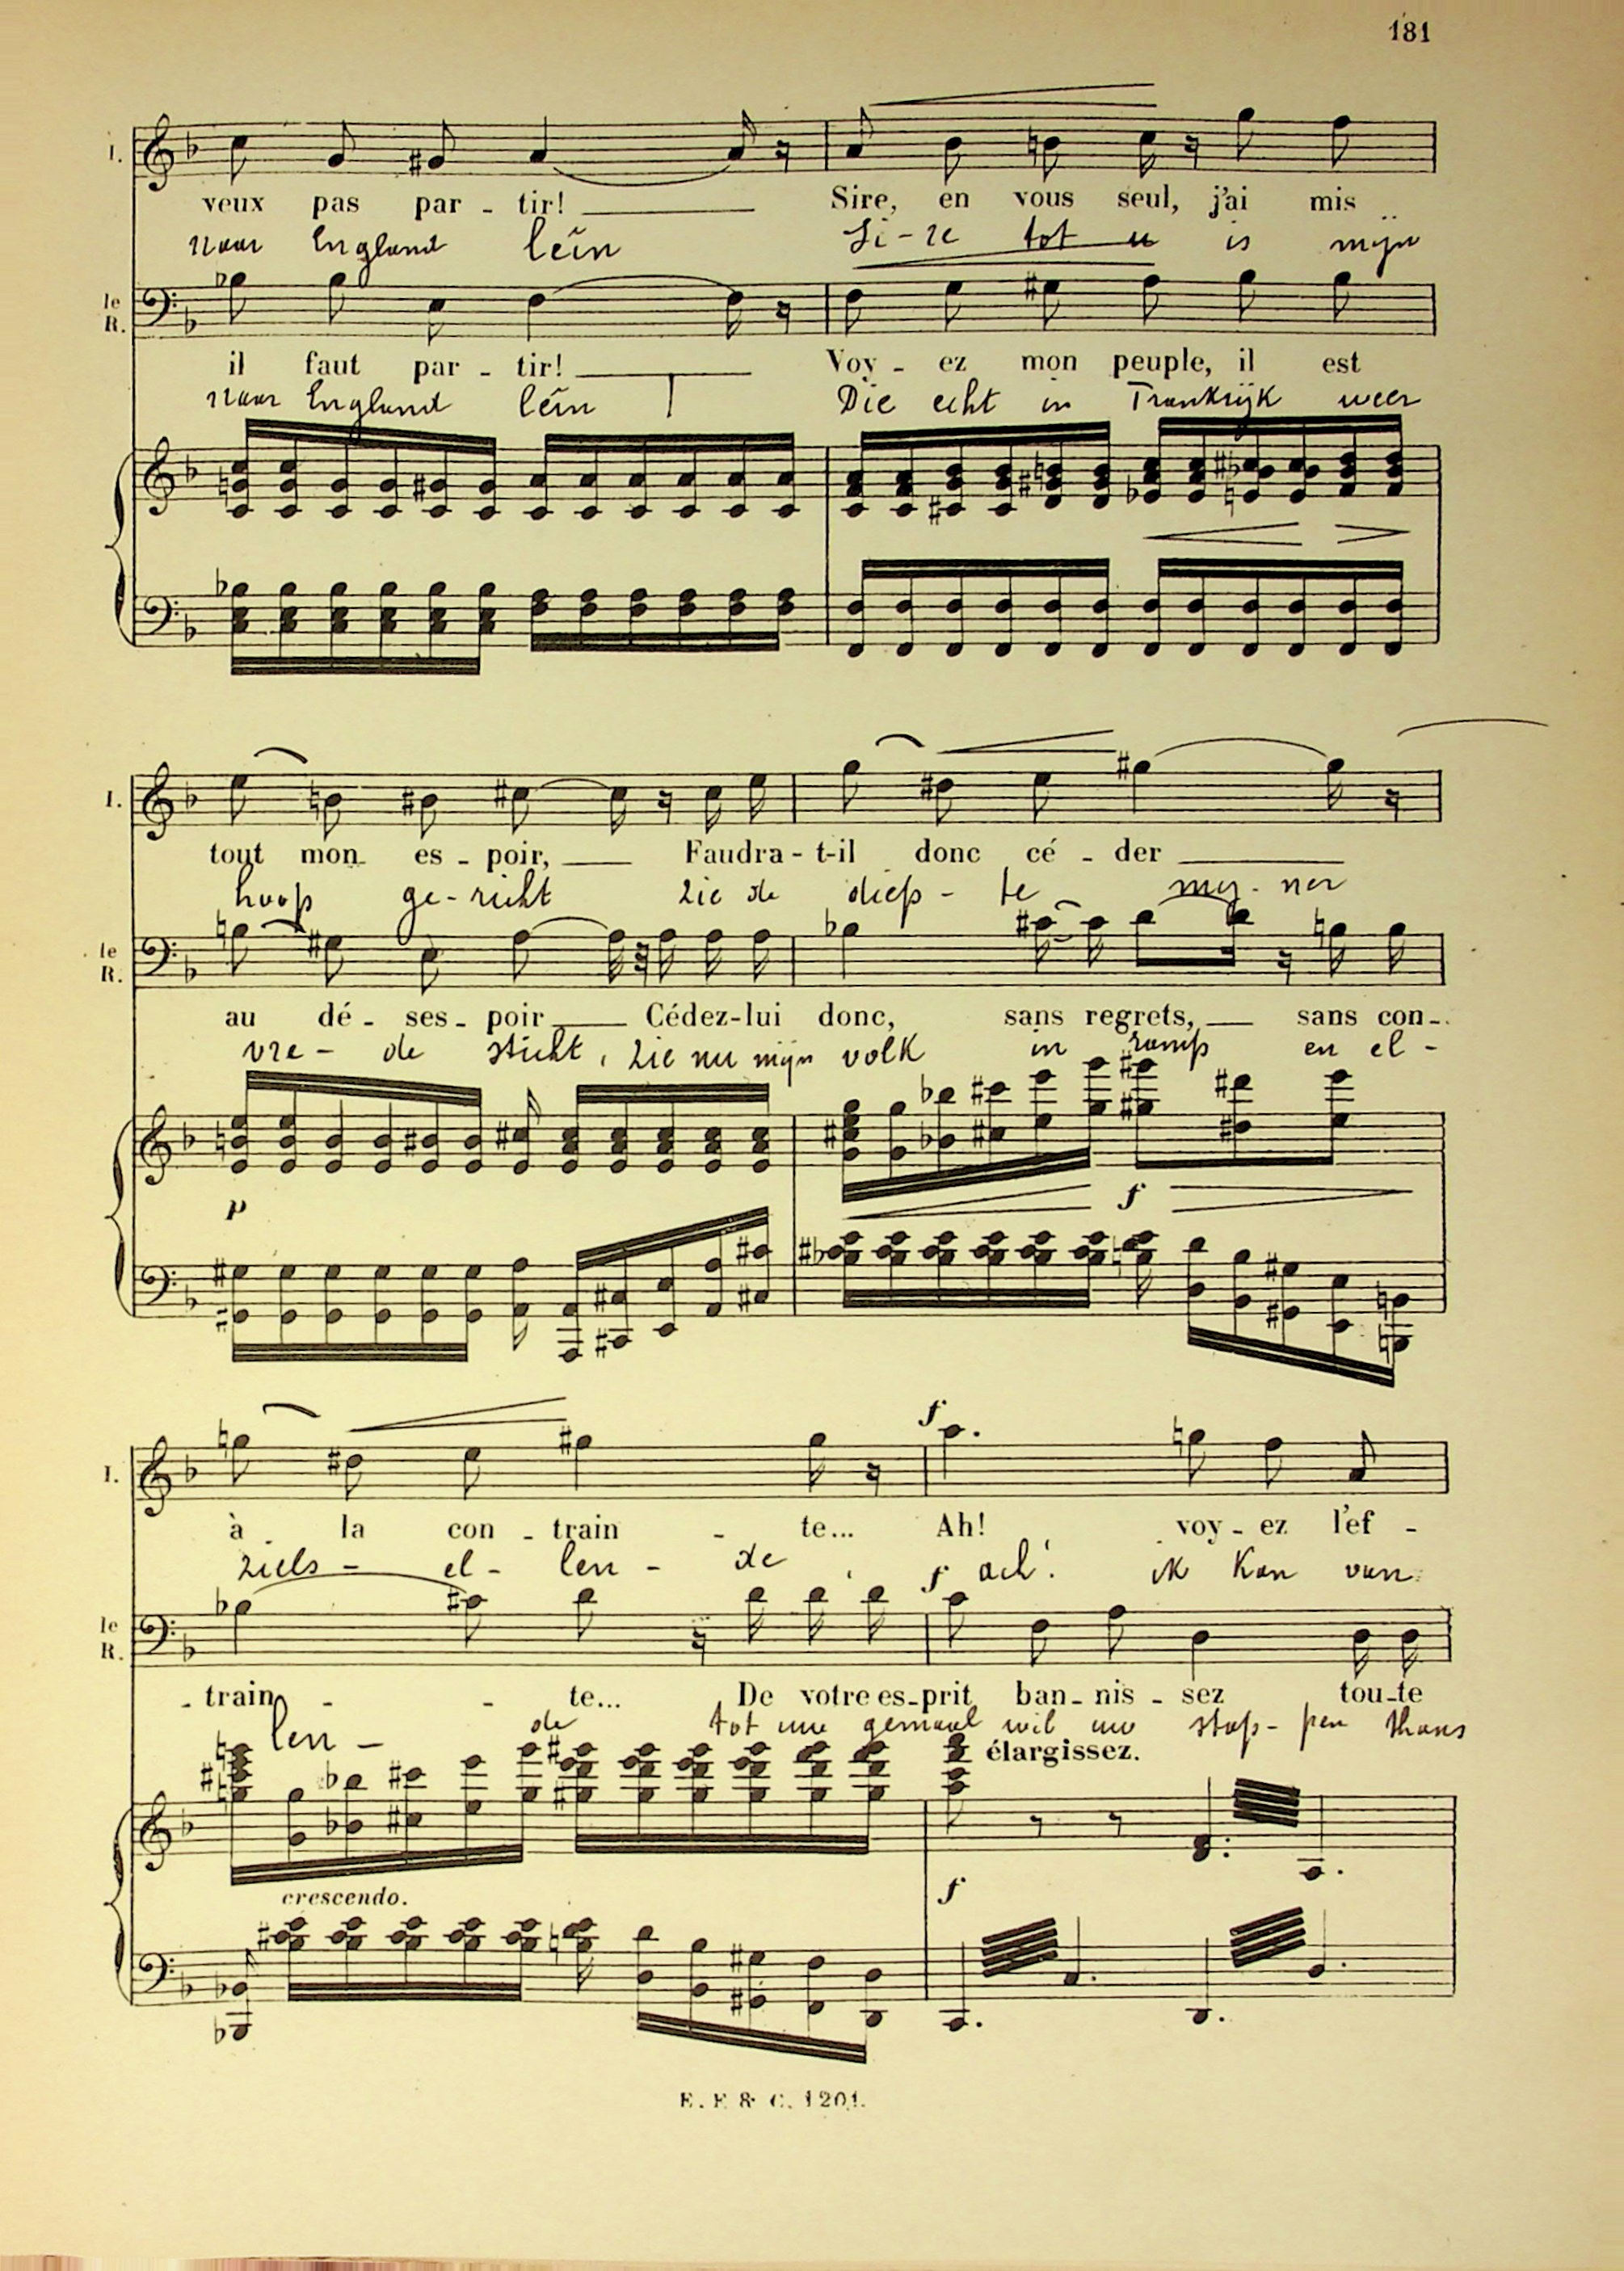 181
I.
veux pas par - tir!
naar England
le R.
il faut par - tir!
naar England
Sire, en vous seul, j'ai mis
Si-re tot u is mijn
Voy - ez mon peuple, il est
Die echt in Frankrijk weer
I.
tout mon es - poir, Faudra - t-il donc cé - der
hoop ge-richt zie de diep - te mij - ner
le R.
au dé - ses - poir Cédez-lui donc, sans regrets, sans con -
vre - de sticht, zie nu mijn volk in ramp en el -
p
f
I.
f
à la con - train - te... Ah! voy - ez l'ef -
ziels - el - len - de, f ach! ik kan van
le R.
- train - te... De votre es-prit ban - nis - sez tou-te
len - de tot uw gemaal wil uw stap - pen thans
élargissez.
f
crescendo.
E. F. & C. 1201.